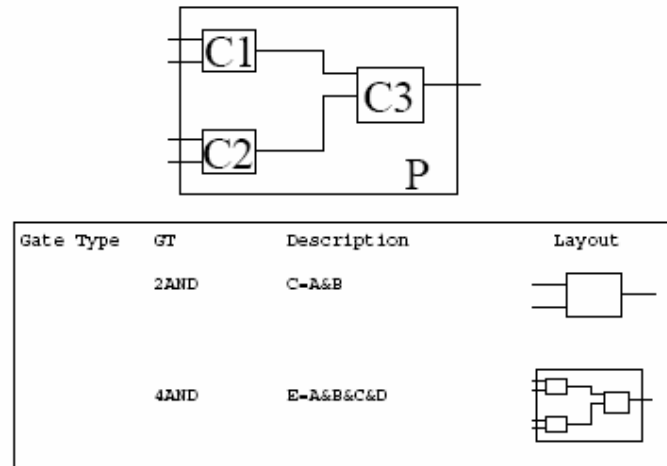 C1
C3
C2
P
Gate Type GT Description Layout
2AND C=A&B
4AND E=A&B&C&D